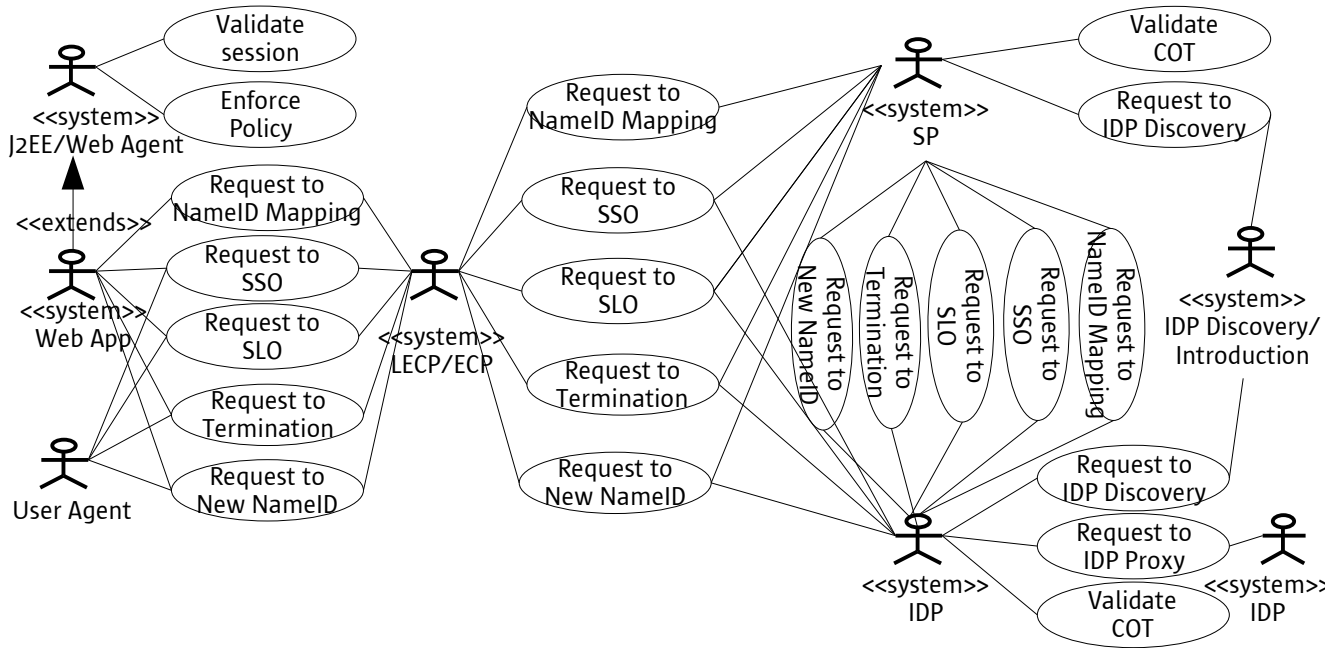 Validate
session
Enforce
Policy
<<system>>
J2EE/Web Agent
<<extends>>
<<system>>
Web App
User Agent
Request to
NameID Mapping
Request to
SSO
Request to
SLO
Request to
Termination
Request to
New NameID
<<system>>
LECP/ECP
Request to
NameID Mapping
Request to
SSO
Request to
SLO
Request to
Termination
Request to
New NameID
<<system>>
SP
Validate
COT
Request to
IDP Discovery
Request to
New NameID
Request to
Termination
Request to
SLO
Request to
SSO
Request to
NameID Mapping
<<system>>
IDP Discovery/
Introduction
Request to
IDP Discovery
Request to
IDP Proxy
Validate
COT
<<system>>
IDP
<<system>>
IDP